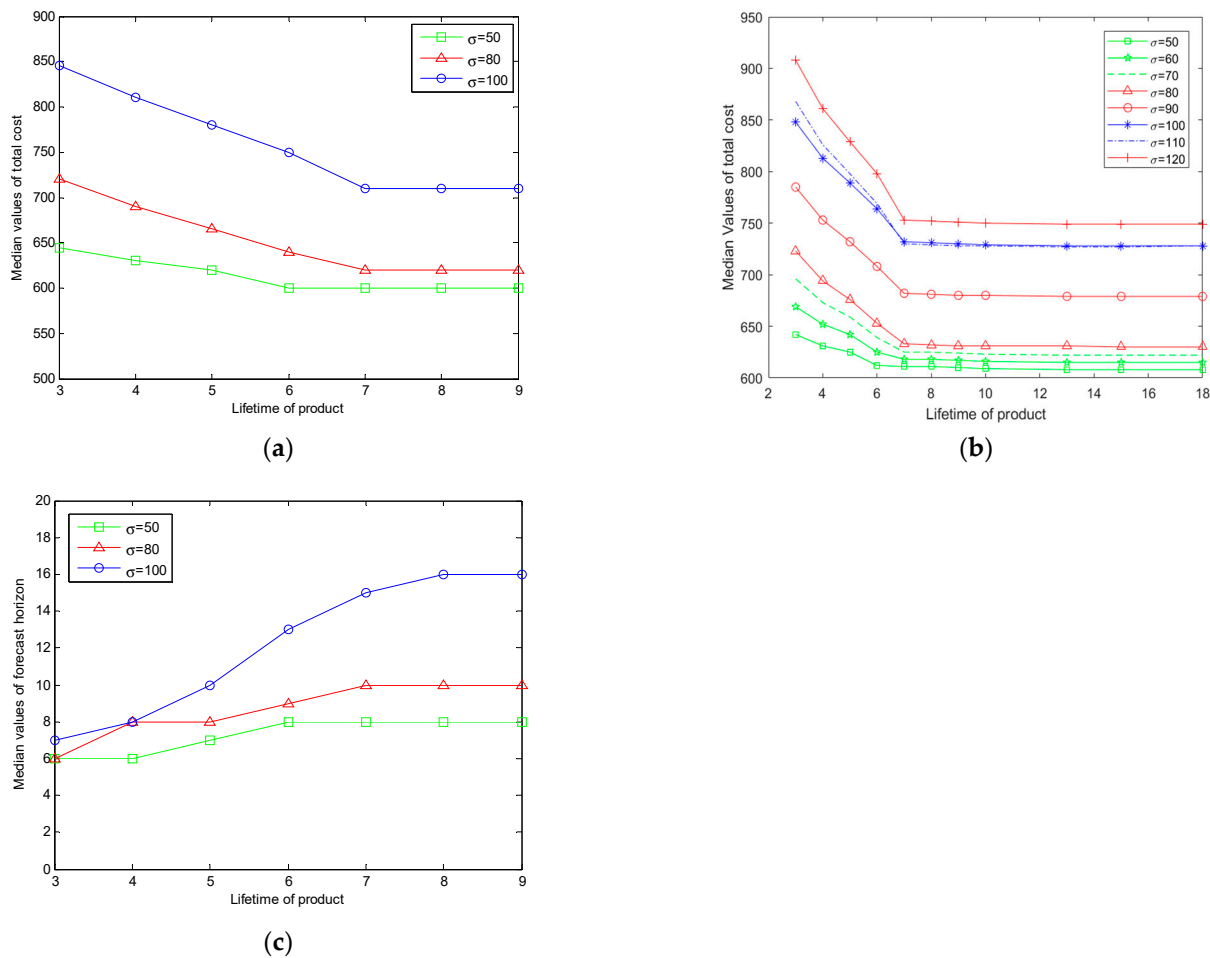 900
850
800
750
700
650
600
550
500
3 4 5 6 7 8 9
Median values of total cost
Lifetime of product
σ=50
σ=80
σ=100
(a)
950
900
850
800
750
700
650
600
2 4 6 8 10 12 14 16 18
Median Values of total cost
Lifetime of product
σ=50
σ=60
σ=70
σ=80
σ=90
σ=100
σ=110
σ=120
(b)
20
18
16
14
12
10
8
6
4
2
0
3 4 5 6 7 8 9
Median values of forecast horizon
Lifetime of product
σ=50
σ=80
σ=100
(c)